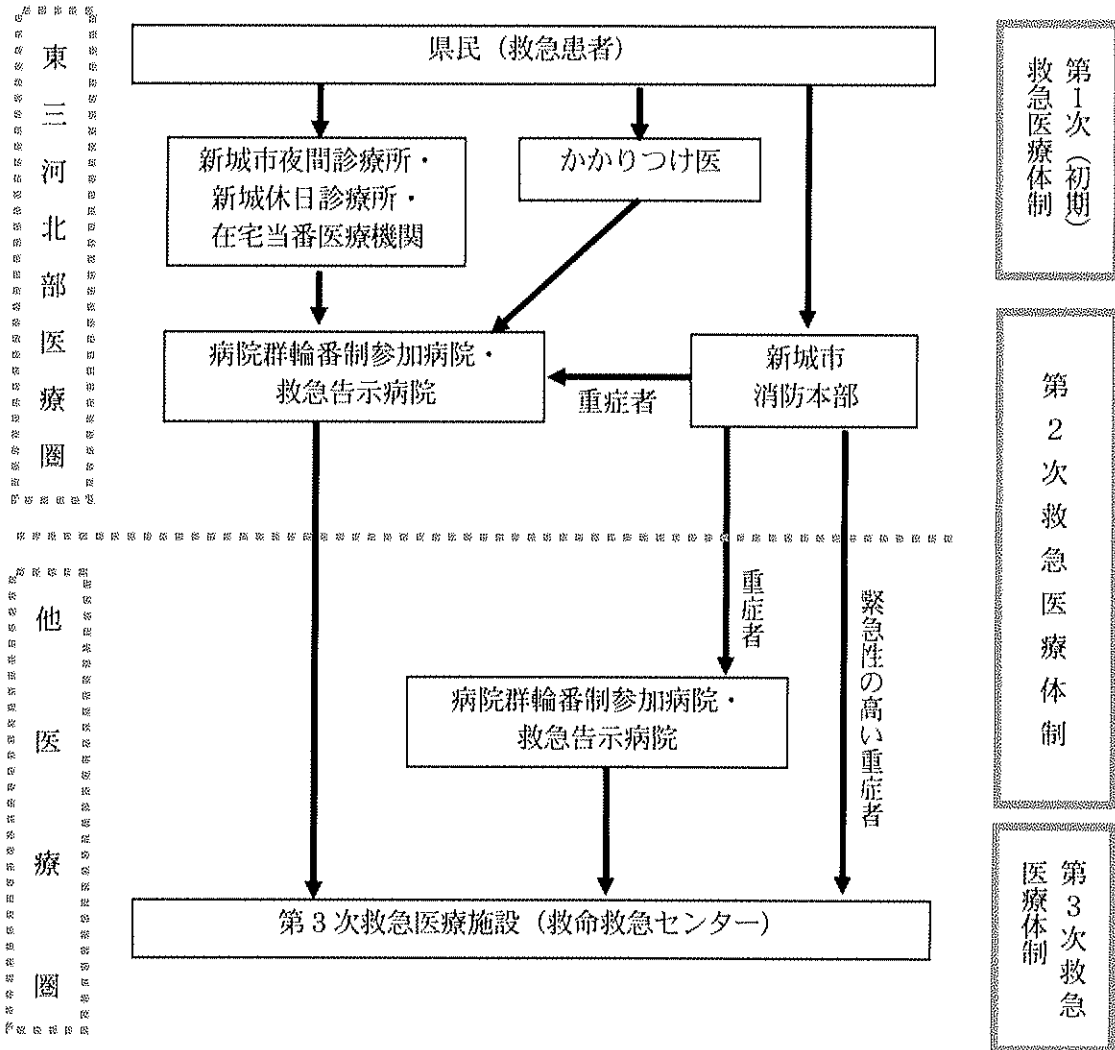 東三河北部医療圏
県民（救急患者）
第1次（初期）
救急医療体制
新城市夜間診療所・
新城休日診療所・
在宅当番医療機関
かかりつけ医
病院群輪番制参加病院・
救急告示病院
重症者
新城市
消防本部
第2次救急医療体制
他医療圏
重症者
緊急性の高い重症者
病院群輪番制参加病院・
救急告示病院
第3次救急医療施設（救命救急センター）
第3次救急
医療体制